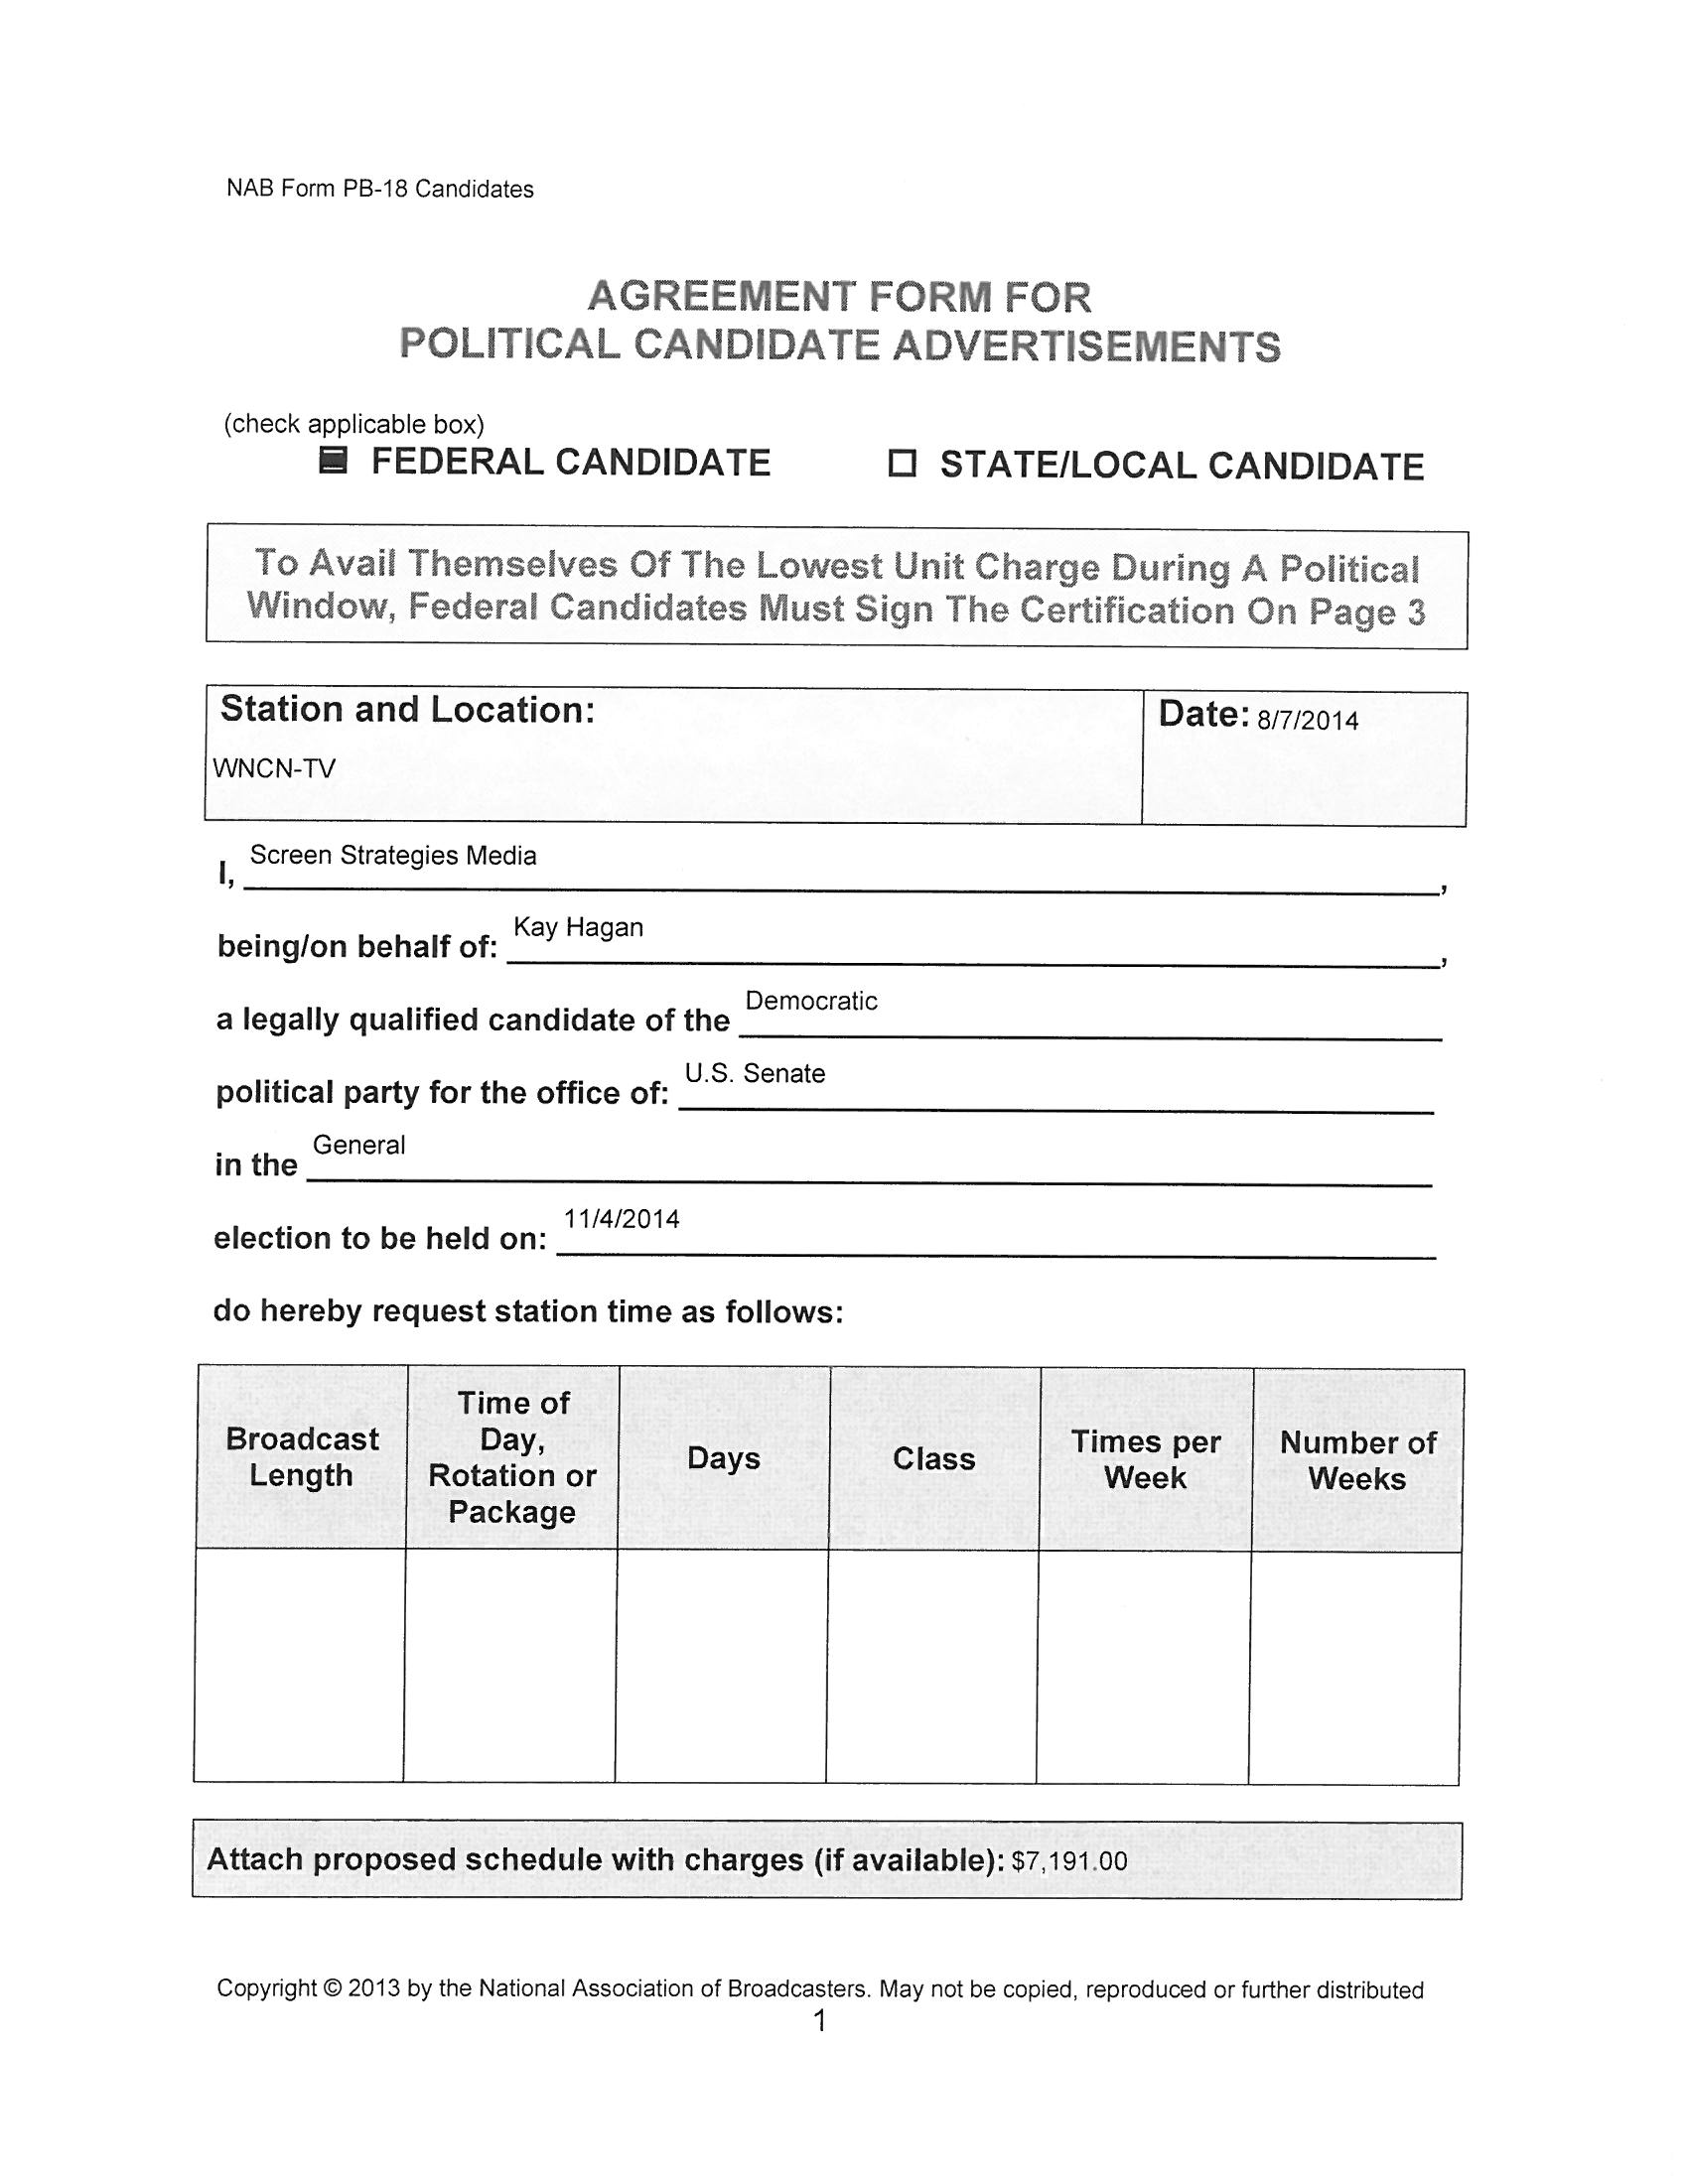 NAB Form PB-18 Candidates
AGREEMENT FORM FOR
POLITICAL CANDIDATE ADVERTISEMENTS
(check applicable box)
FEDERAL CANDIDATE STATE/LOCAL CANDIDATE
To Avail Themselves Of The Lowest Unit Charge During A Political
Window, Federal Candidates Must Sign The Certification On Page 3
Station and Location: Date: 8/7/2014
WNCN-TV
I, Screen Strategies Media ,
being/on behalf of: Kay Hagan ,
a legally qualified candidate of the Democratic
political party for the office of: U.S. Senate
in the General
election to be held on: 11/4/2014
do hereby request station time as follows:
Broadcast
Length
Time of
Day,
Rotation or
Package
Days
Class
Times per
Week
Number of
Weeks
Attach proposed schedule with charges (if available): $7,191.00
Copyright © 2013 by the National Association of Broadcasters. May not be copied, reproduced or further distributed
1